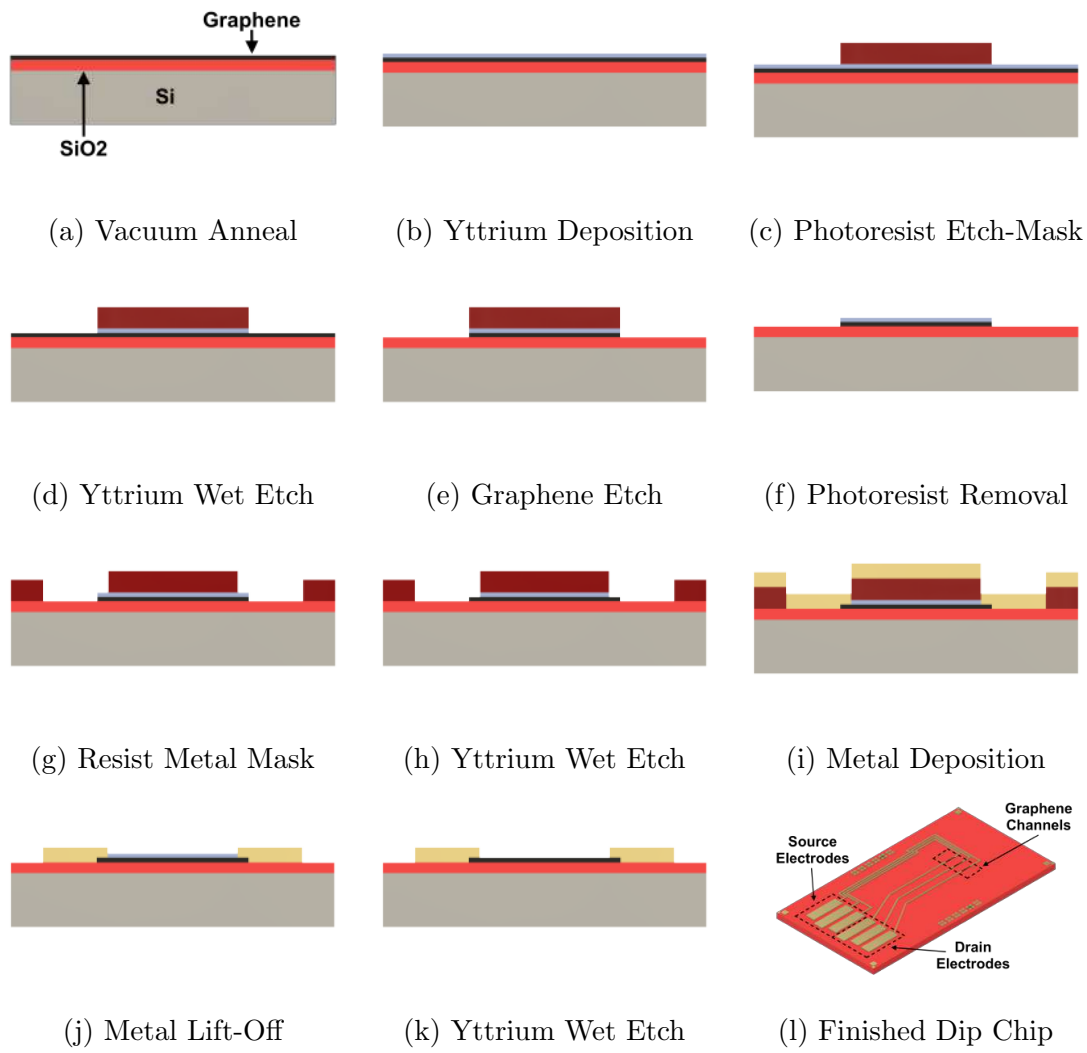 Graphene
Si
SiO2
(a) Vacuum Anneal
(b) Yttrium Deposition
(c) Photoresist Etch-Mask
(d) Yttrium Wet Etch
(e) Graphene Etch
(f) Photoresist Removal
(g) Resist Metal Mask
(h) Yttrium Wet Etch
(i) Metal Deposition
Graphene
Channels
Source
Electrodes
Drain
Electrodes
(j) Metal Lift-Off
(k) Yttrium Wet Etch
(l) Finished Dip Chip